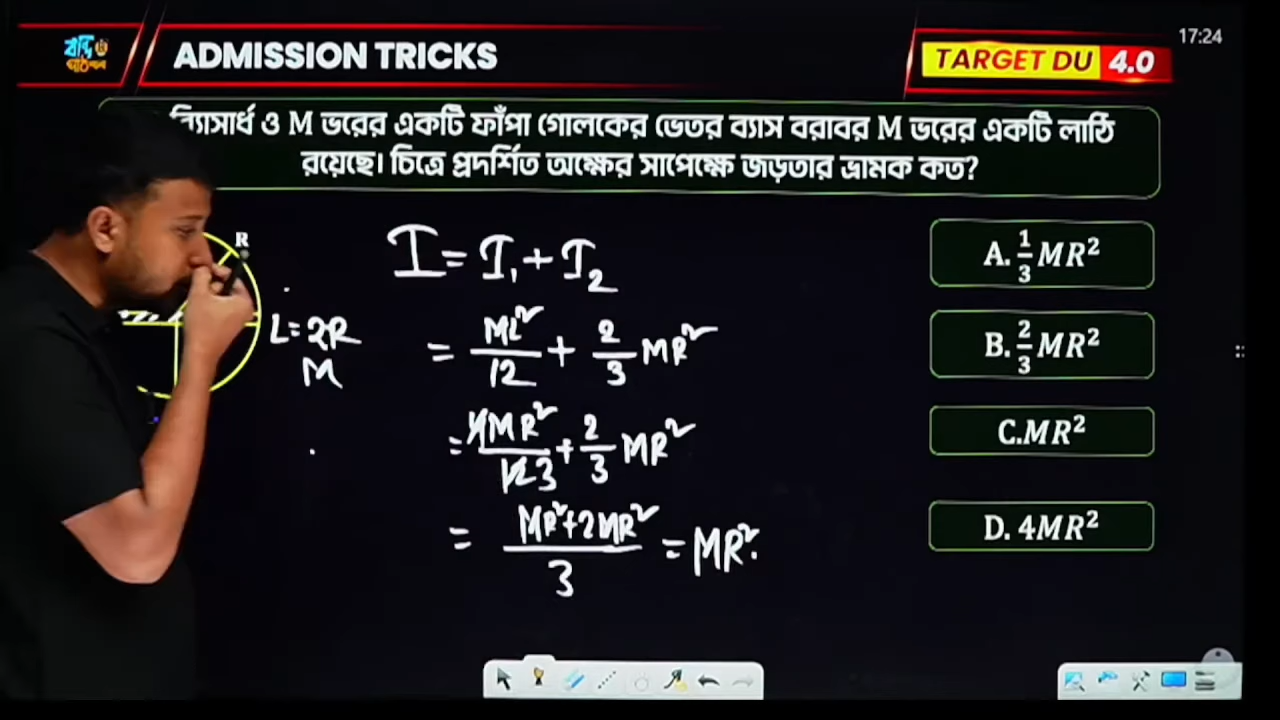 17:24
ADMISSION TRICKS
TARGET DU 4.0
ব্যাসার্ধ ও M ভরের একটি ফাঁপা গোলকের ভেতর ব্যাস বরাবর M ভরের একটি লাঠি
রয়েছে। চিত্রে প্রদর্শিত অক্ষের সাপেক্ষে জড়তার ভ্রামক কত?
R
L=2R
M
I = I₁ + I₂
= ML²/12 + 2/3 MR²
= 4MR²/12 3 + 2/3 MR²
= MR²+2MR²/3 = MR².
A. 1/3 MR²
B. 2/3 MR²
C.MR²
D. 4MR²